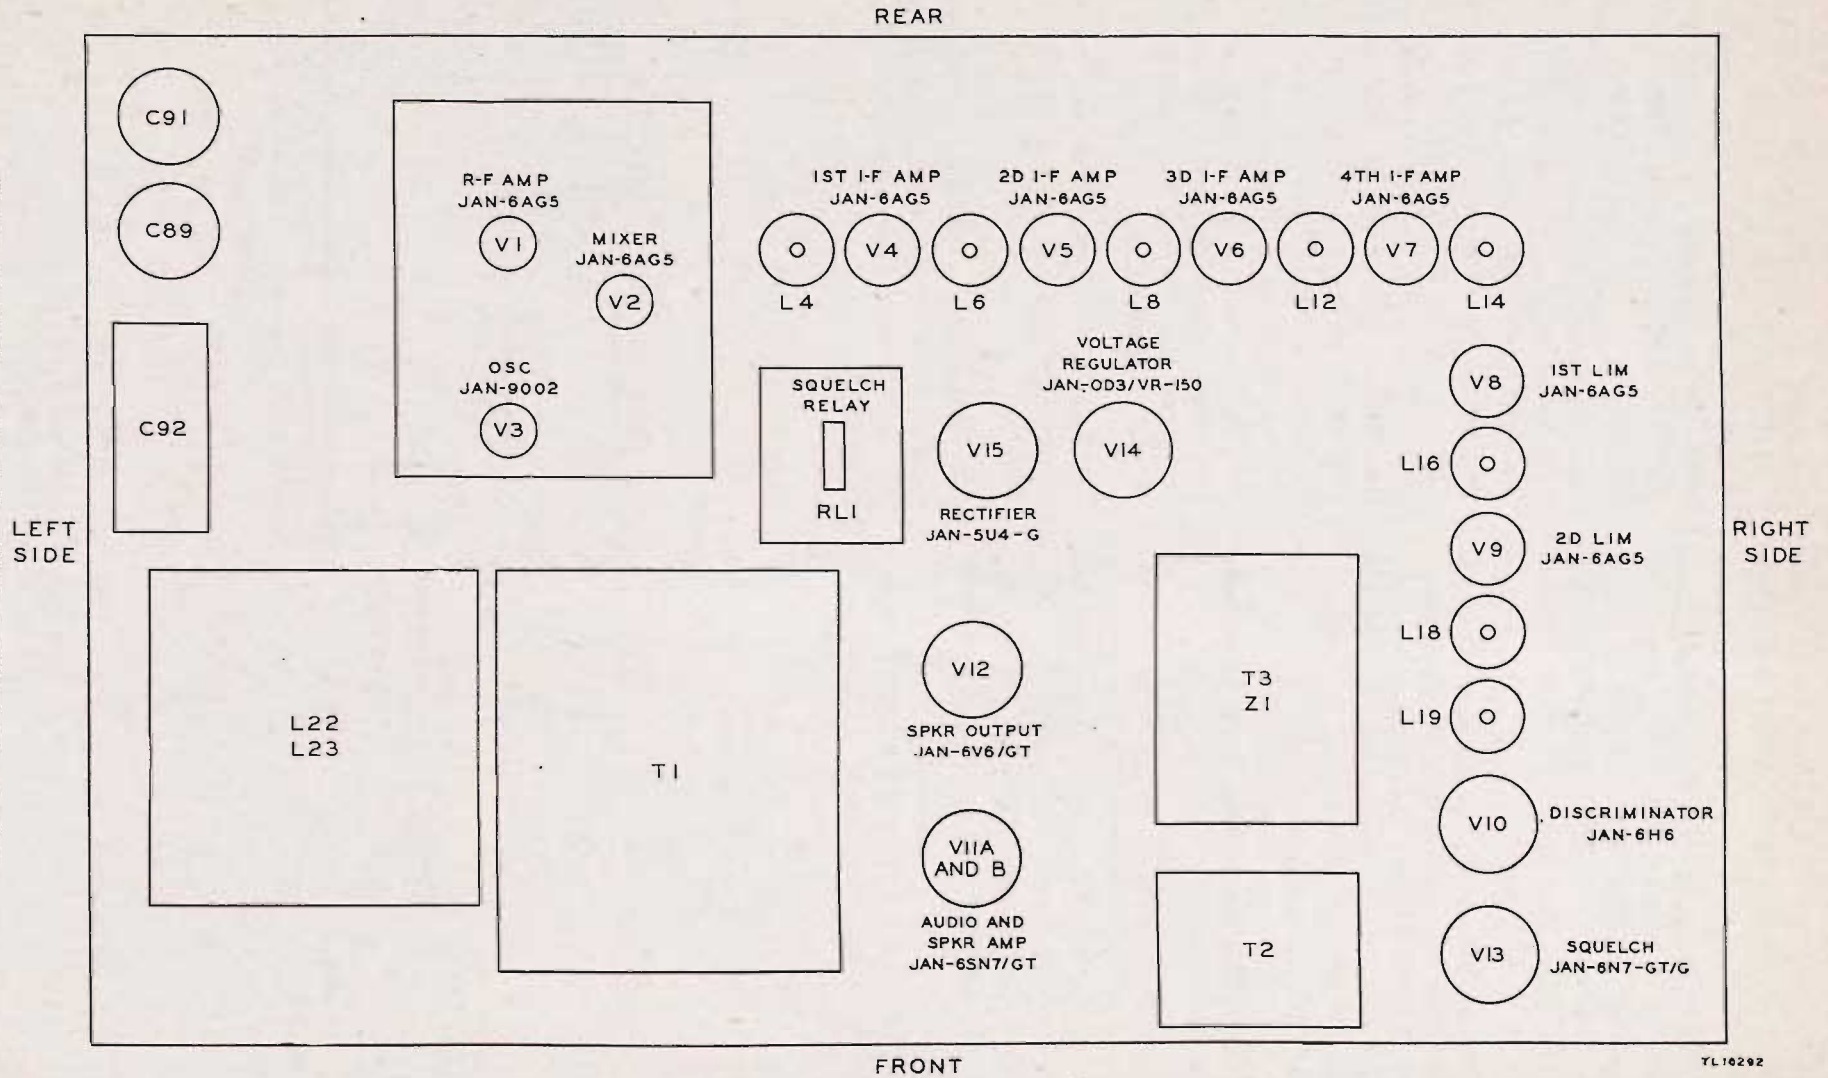 REAR
C91
C89
C92
LEFT
SIDE
R-F AMP
JAN-6AG5
V1
MIXER
JAN-6AG5
V2
OSC
JAN-9002
V3
1ST I-F AMP
JAN-6AG5
2D I-F AMP
JAN-6AG5
3D I-F AMP
JAN-6AG5
4TH I-F AMP
JAN-6AG5
V4
V5
V6
V7
L4
L6
L8
L12
L14
SQUELCH
RELAY
RL1
V15
RECTIFIER
JAN-5U4-G
VOLTAGE
REGULATOR
JAN-OD3/VR-150
V14
V8
1ST LIM
JAN-6AG5
L16
V9
2D LIM
JAN-6AG5
L18
L19
RIGHT
SIDE
L22
L23
T1
V12
SPKR OUTPUT
JAN-6V6/GT
V11A
AND B
AUDIO AND
SPKR AMP
JAN-6SN7/GT
T3
Z1
T2
V10
DISCRIMINATOR
JAN-6H6
V13
SQUELCH
JAN-6N7-GT/G
FRONT
TL10292